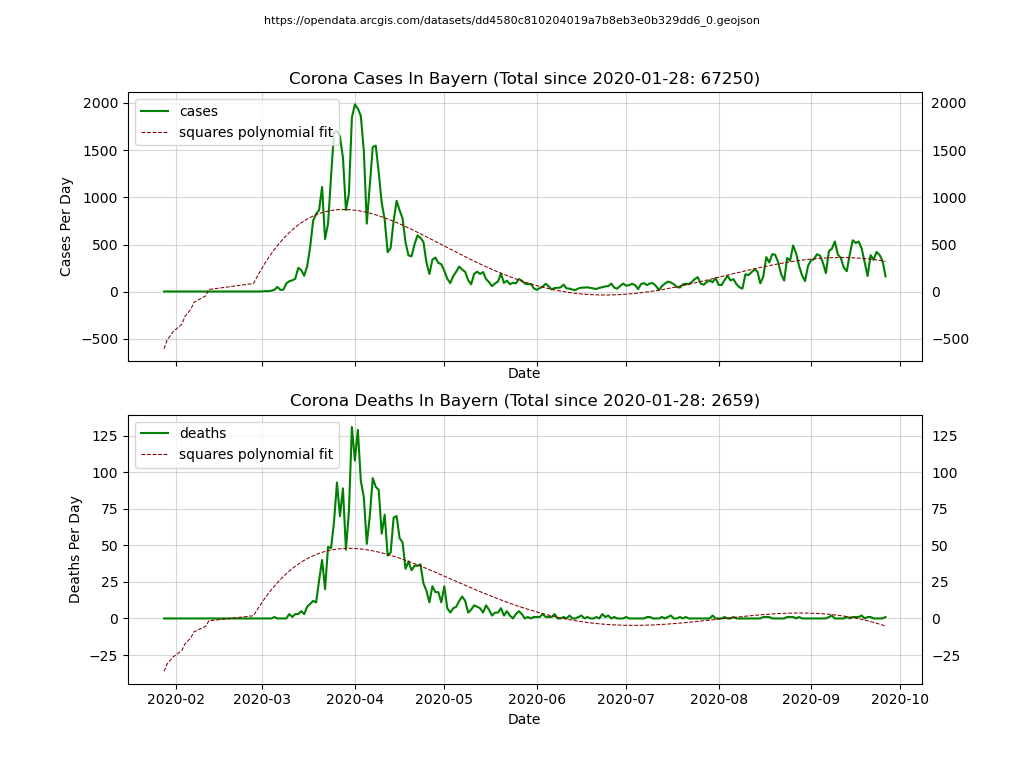 https://opendata.arcgis.com/datasets/dd4580c810204019a7b8eb3e0b329dd6_0.geojson
Corona Cases In Bayern (Total since 2020-01-28: 67250)
cases
squares polynomial fit
Cases Per Day
2000 2000
1500 1500
1000 1000
500 500
0 0
−500 −500
Date
Corona Deaths In Bayern (Total since 2020-01-28: 2659)
deaths
squares polynomial fit
Deaths Per Day
125 125
100 100
75 75
50 50
25 25
0 0
−25 −25
2020-02 2020-03 2020-04 2020-05 2020-06 2020-07 2020-08 2020-09 2020-10
Date